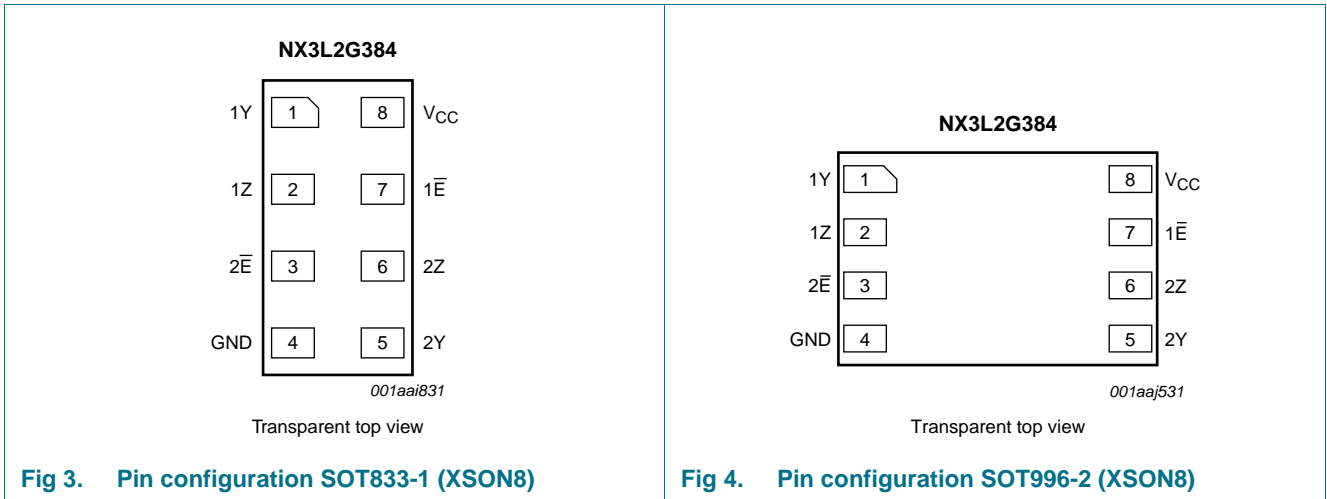 NX3L2G384
1Y 1 8 VCC
1Z 2 7 1E̅
2E̅ 3 6 2Z
GND 4 5 2Y
001aai831
Transparent top view
Fig 3. Pin configuration SOT833-1 (XSON8)
NX3L2G384
1Y 1 8 VCC
1Z 2 7 1E̅
2E̅ 3 6 2Z
GND 4 5 2Y
001aaj531
Transparent top view
Fig 4. Pin configuration SOT996-2 (XSON8)